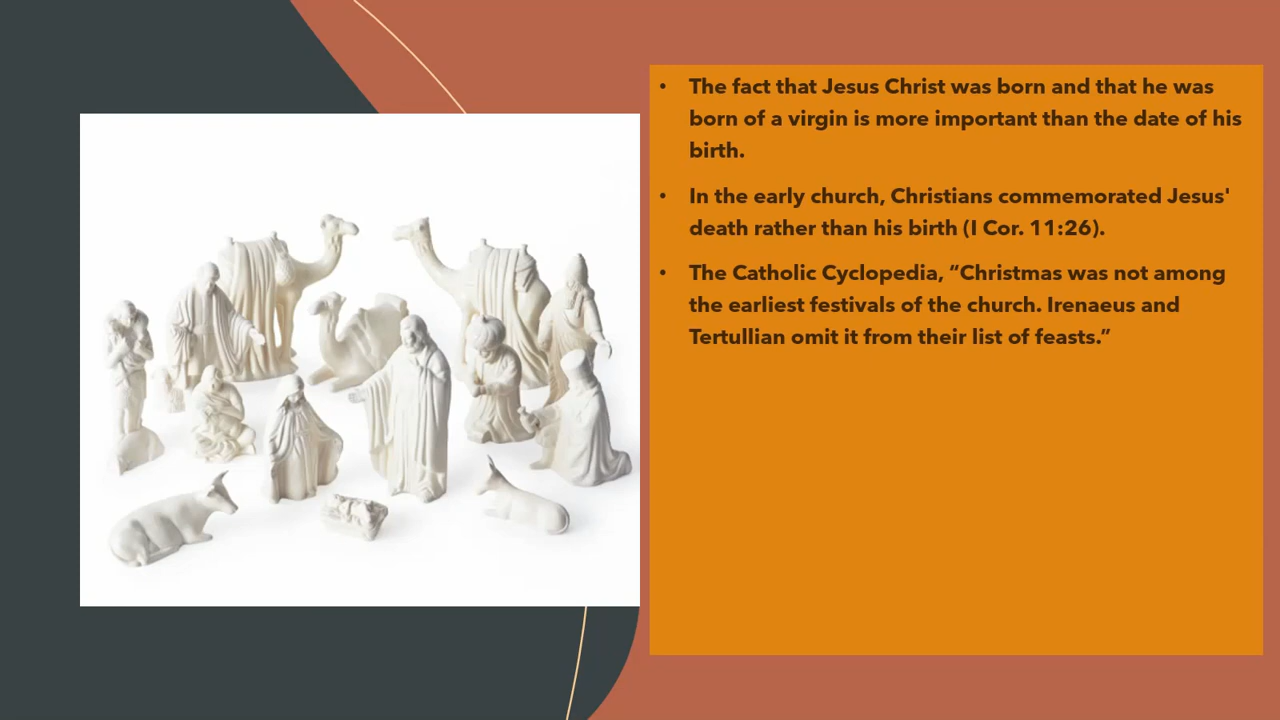 • The fact that Jesus Christ was born and that he was
born of a virgin is more important than the date of his
birth.
• In the early church, Christians commemorated Jesus'
death rather than his birth (I Cor. 11:26).
• The Catholic Cyclopedia, “Christmas was not among
the earliest festivals of the church. Irenaeus and
Tertullian omit it from their list of feasts.”